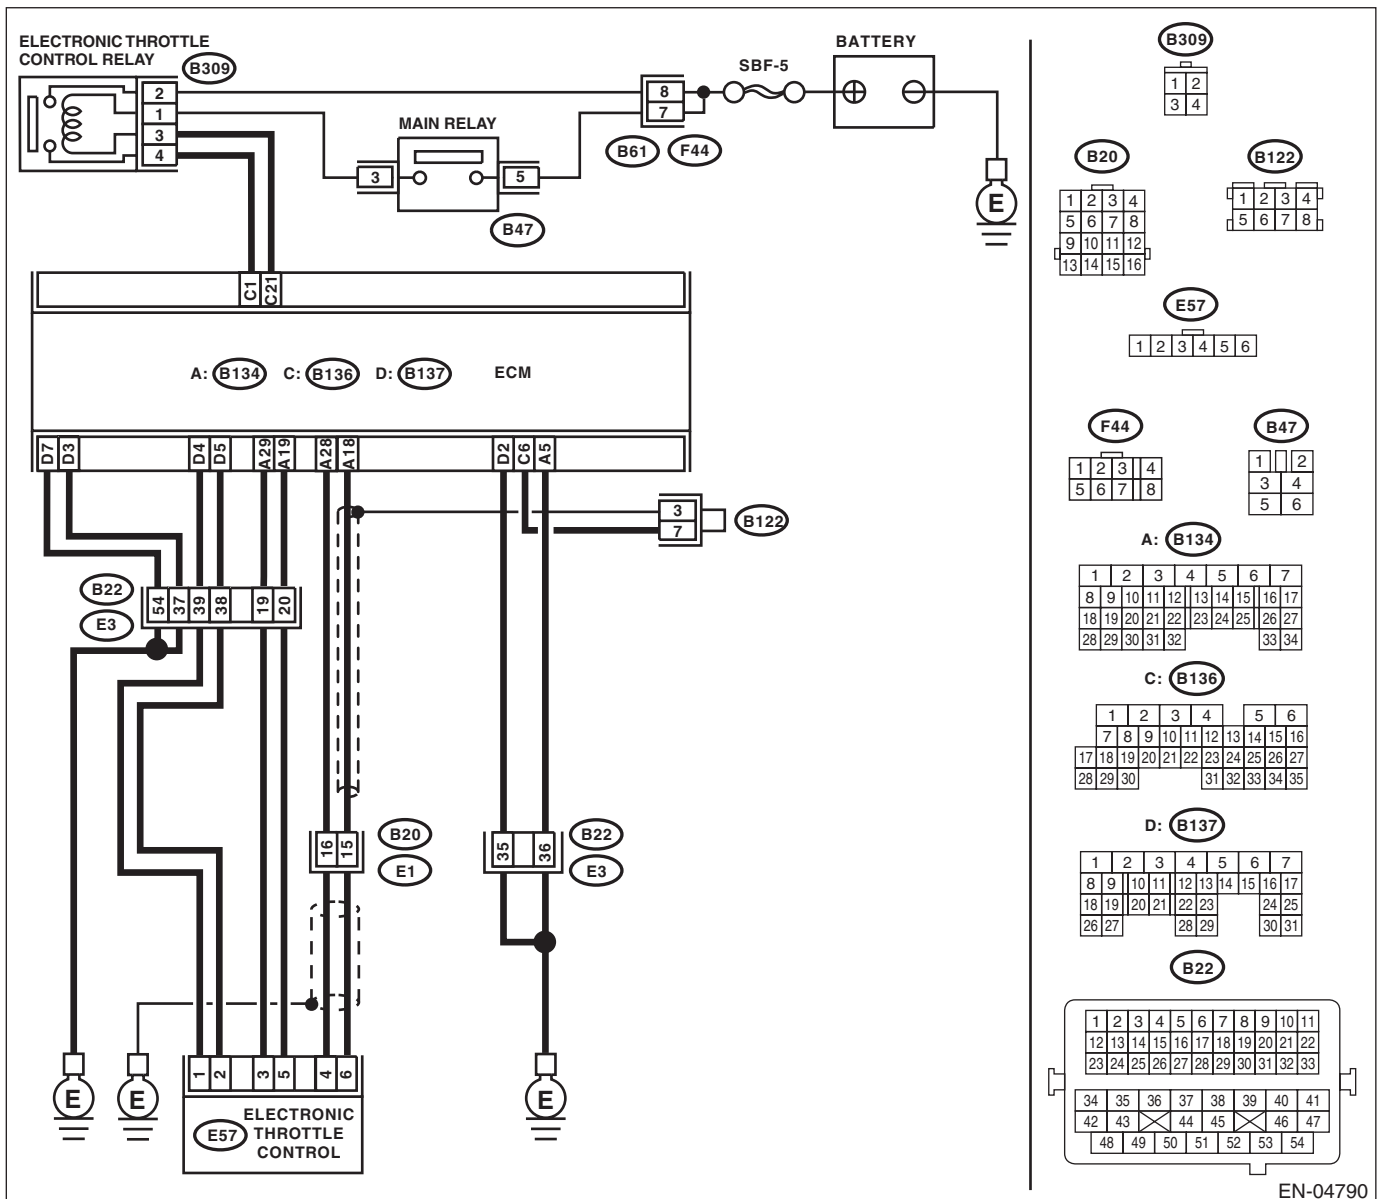 ELECTRONIC THROTTLE
CONTROL RELAY
B309
2
1
3
4
MAIN RELAY
3
5
B47
8
7
B61
F44
SBF-5
BATTERY
E
C1
C21
A: B134 C: B136 D: B137 ECM
D7
D3
D4
D5
A29
A19
A28
A18
D2
C6
A5
3
7
B122
B22
E3
54
37
39
38
19
20
16
15
B20
E1
35
36
B22
E3
E
E
E
1
2
3
5
4
6
E57
ELECTRONIC
THROTTLE
CONTROL
B309
1 2
3 4
B20
1 2 3 4
5 6 7 8
9 10 11 12
13 14 15 16
B122
1 2 3 4
5 6 7 8
E57
1 2 3 4 5 6
F44
1 2 3 4
5 6 7 8
B47
1 2
3 4
5 6
A: B134
1 2 3 4 5 6 7
8 9 10 11 12 13 14 15 16 17
18 19 20 21 22 23 24 25 26 27
28 29 30 31 32 33 34
C: B136
1 2 3 4 5 6
7 8 9 10 11 12 13 14 15 16
17 18 19 20 21 22 23 24 25 26 27
28 29 30 31 32 33 34 35
D: B137
1 2 3 4 5 6 7
8 9 10 11 12 13 14 15 16 17
18 19 20 21 22 23 24 25
26 27 28 29 30 31
B22
1 2 3 4 5 6 7 8 9 10 11
12 13 14 15 16 17 18 19 20 21 22
23 24 25 26 27 28 29 30 31 32 33
34 35 36 37 38 39 40 41
42 43 44 45 46 47
48 49 50 51 52 53 54
EN-04790